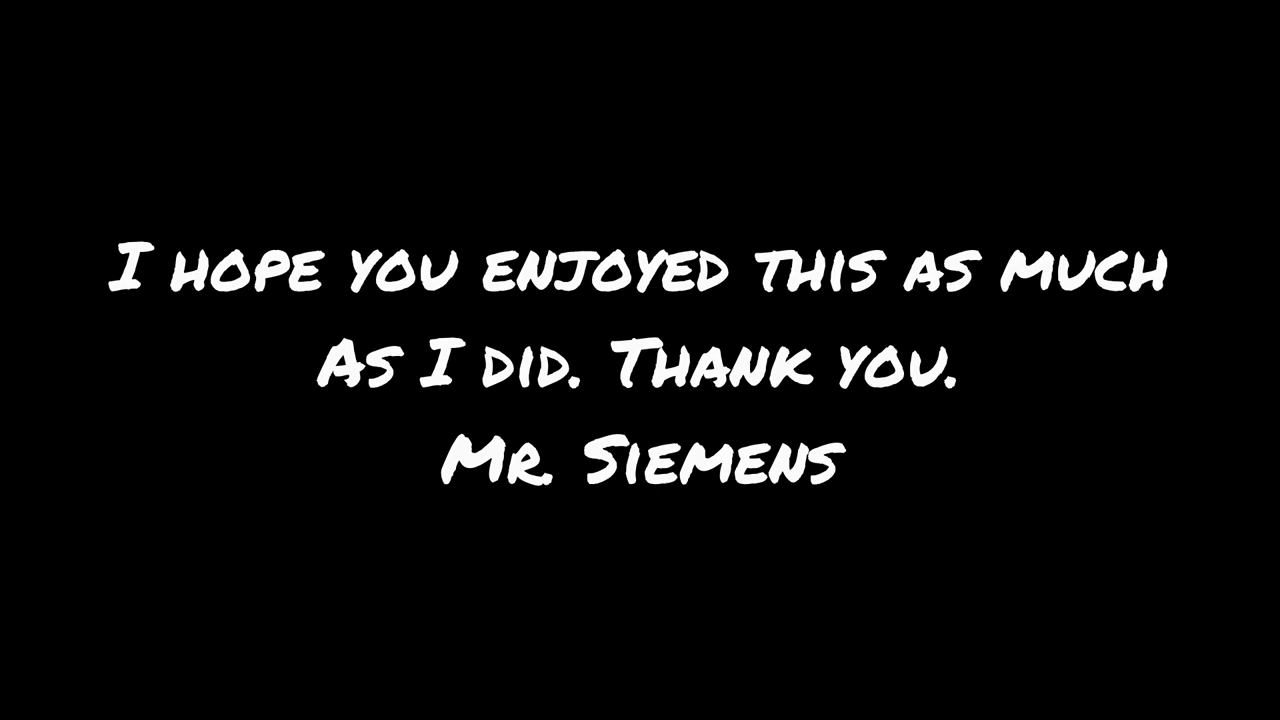 I hope you enjoyed this as much
As I did. Thank you.
Mr. Siemens